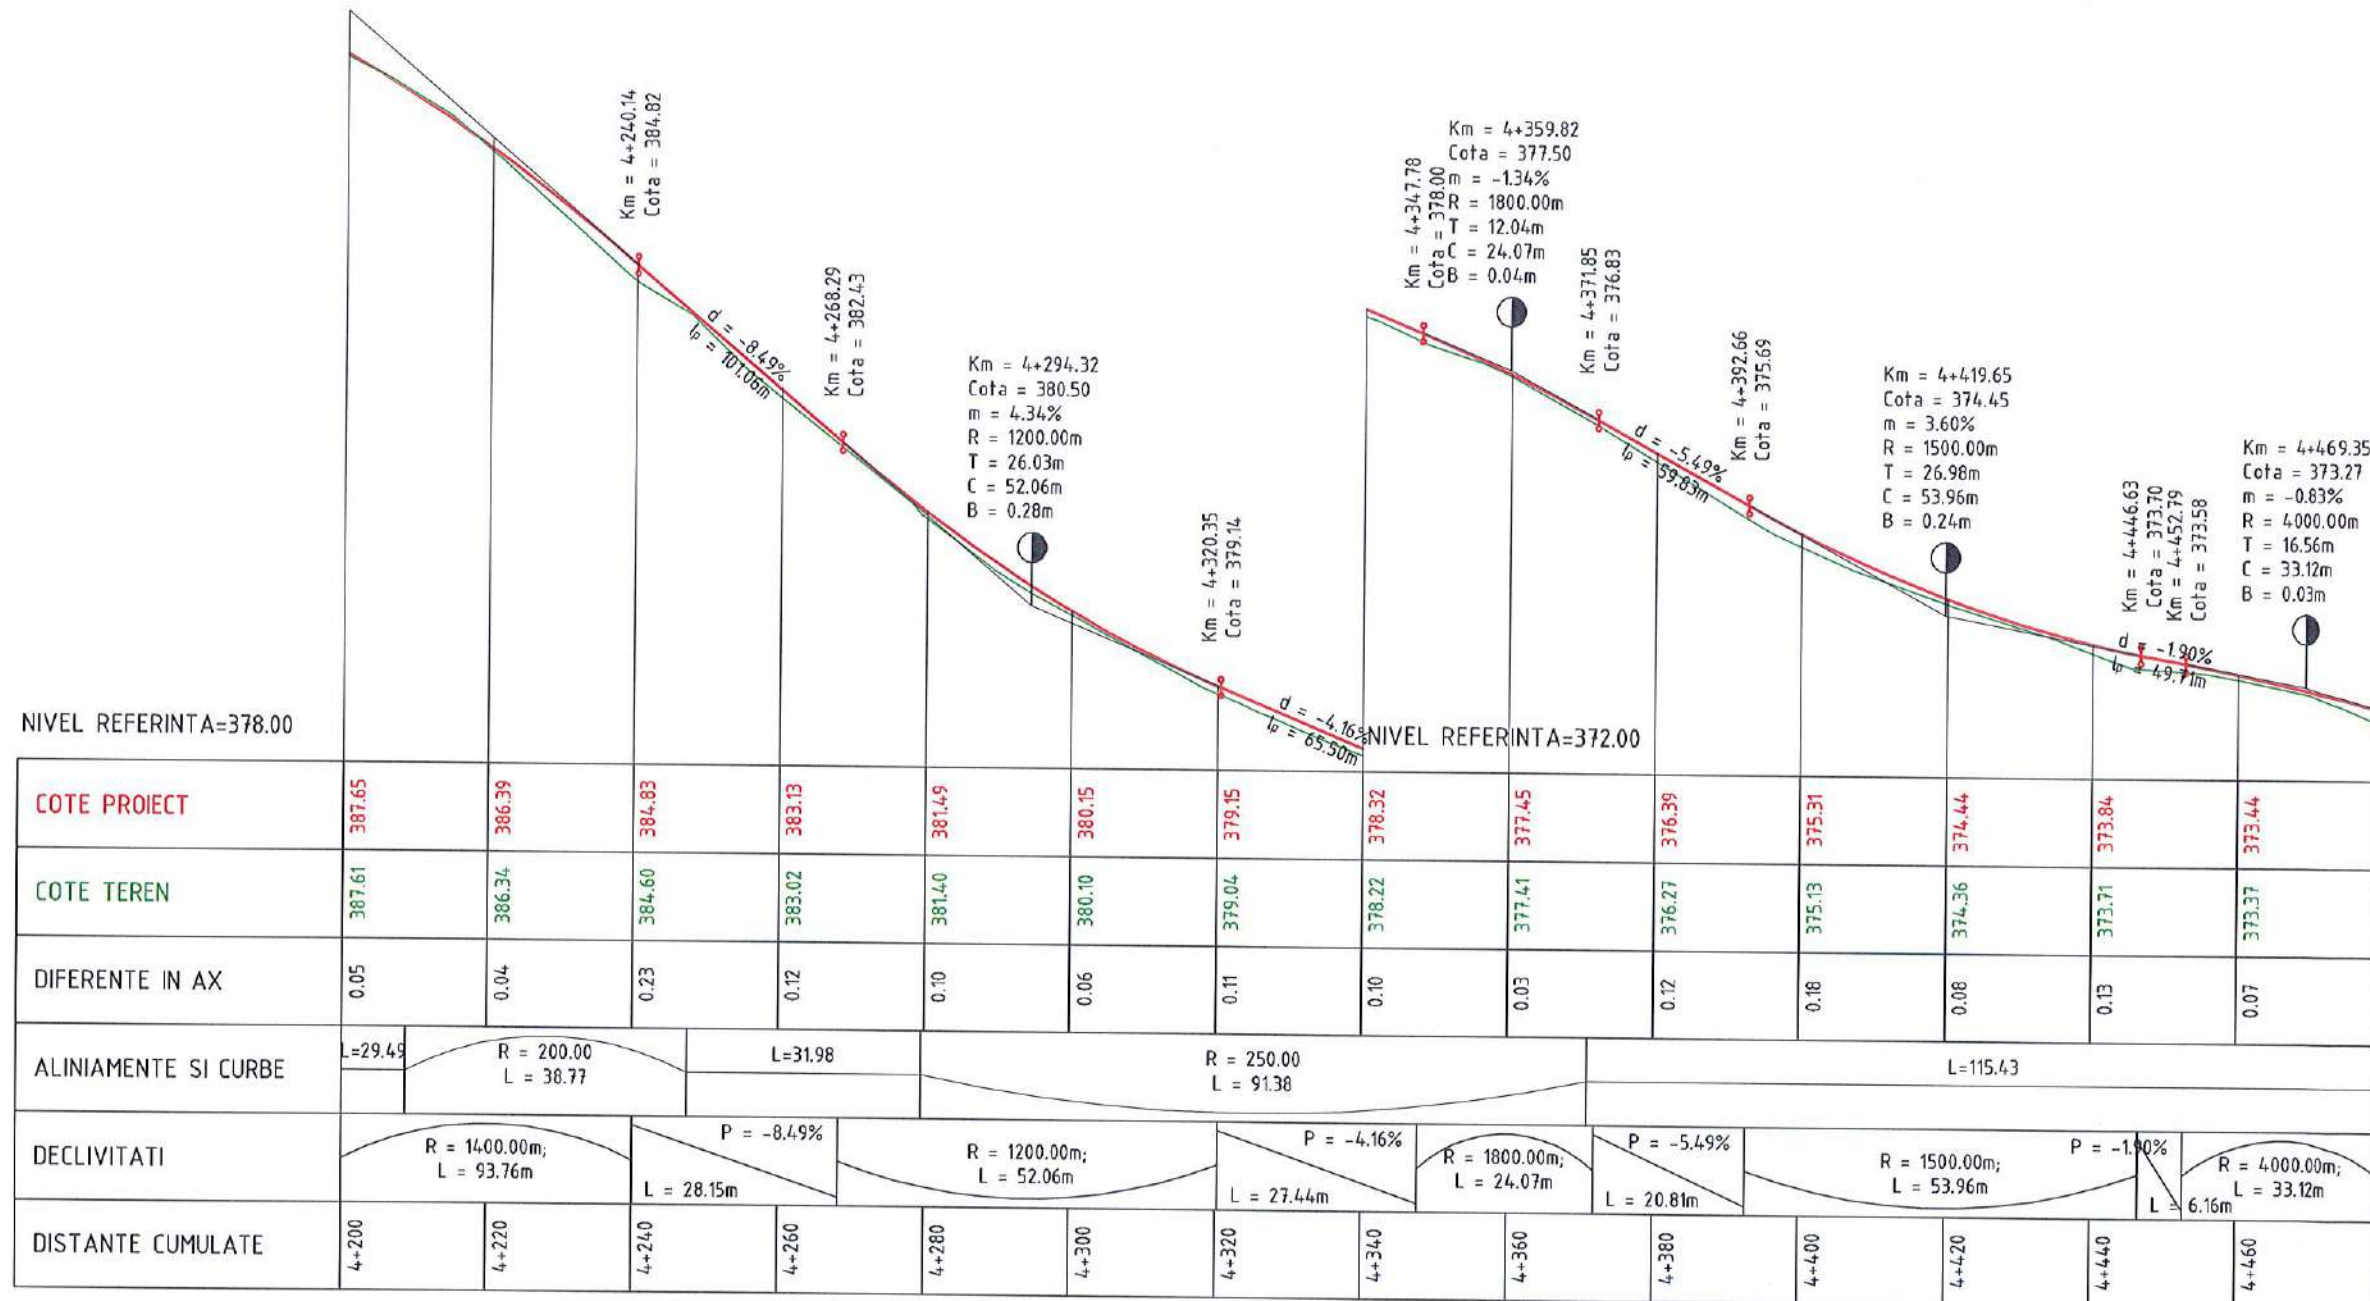 Km = 4+240.14
Cota = 384.82
d = -8.49%
lp = 101.06m
Km = 4+268.29
Cota = 382.43
Km = 4+294.32
Cota = 380.50
m = 4.34%
R = 1200.00m
T = 26.03m
C = 52.06m
B = 0.28m
Km = 4+320.35
Cota = 379.14
d = -4.16%
lp = 65.50m
Km = 4+347.78
Cota = 378.00
Km = 4+359.82
Cota = 377.50
m = -1.34%
R = 1800.00m
T = 12.04m
C = 24.07m
B = 0.04m
Km = 4+371.85
Cota = 376.83
d = -5.49%
lp = 59.83m
Km = 4+392.66
Cota = 375.69
Km = 4+419.65
Cota = 374.45
m = 3.60%
R = 1500.00m
T = 26.98m
C = 53.96m
B = 0.24m
Km = 4+446.63
Cota = 373.70
Km = 4+452.79
Cota = 373.58
d = -1.90%
lp = 49.71m
Km = 4+469.35
Cota = 373.27
m = -0.83%
R = 4000.00m
T = 16.56m
C = 33.12m
B = 0.03m
NIVEL REFERINTA=378.00
NIVEL REFERINTA=372.00
COTE PROIECT 387.65 386.39 384.83 383.13 381.49 380.15 379.15 378.32 377.45 376.39 375.31 374.44 373.84 373.44
COTE TEREN 387.61 386.34 384.60 383.02 381.40 380.10 379.04 378.22 377.41 376.27 375.13 374.36 373.71 373.37
DIFERENTE IN AX 0.05 0.04 0.23 0.12 0.10 0.06 0.11 0.10 0.03 0.12 0.18 0.08 0.13 0.07
ALINIAMENTE SI CURBE
L=29.49
R = 200.00
L = 38.77
L=31.98
R = 250.00
L = 91.38
L=115.43
DECLIVITATI
R = 1400.00m;
L = 93.76m
P = -8.49%
L = 28.15m
R = 1200.00m;
L = 52.06m
P = -4.16%
L = 27.44m
R = 1800.00m;
L = 24.07m
P = -5.49%
L = 20.81m
R = 1500.00m;
L = 53.96m
P = -1.90%
L = 6.16m
R = 4000.00m;
L = 33.12m
DISTANTE CUMULATE 4+200 4+220 4+240 4+260 4+280 4+300 4+320 4+340 4+360 4+380 4+400 4+420 4+440 4+460